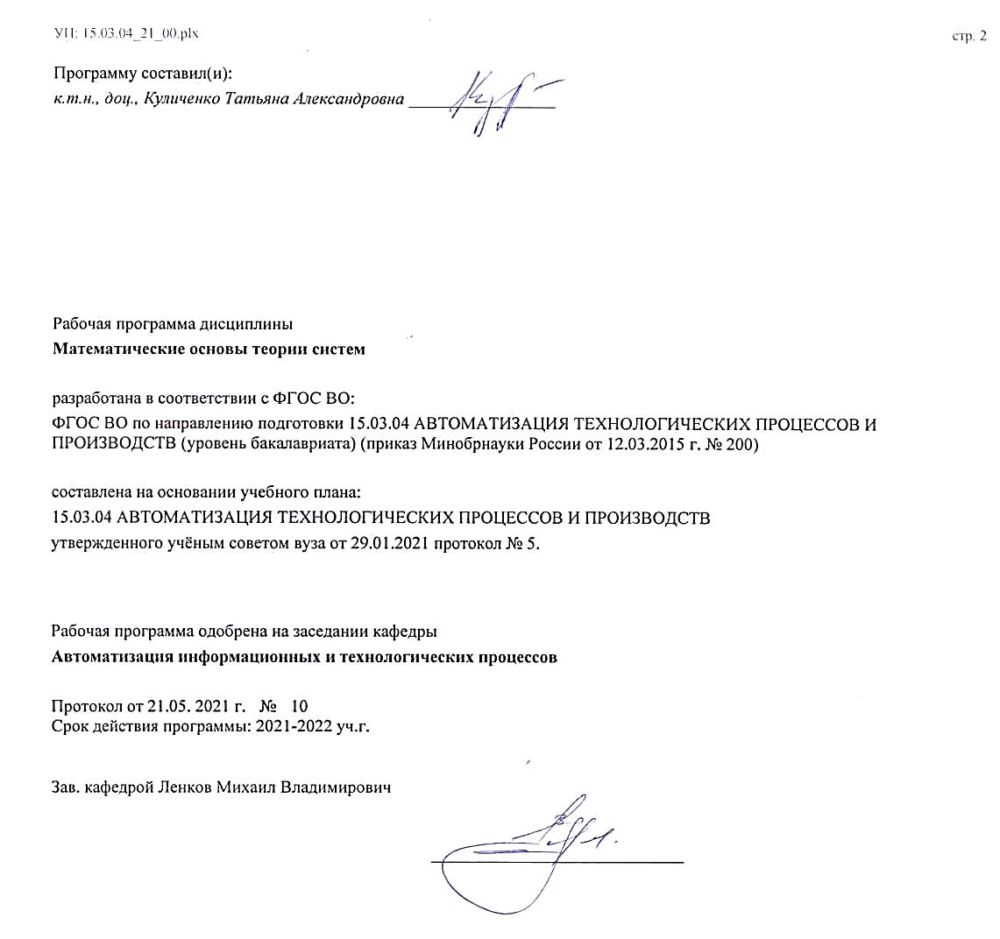 УП: 15.03.04_21_00.plx
стр. 2
Программу составил(и):
к.т.н., доц., Куличенко Татьяна Александровна
Рабочая программа дисциплины
Математические основы теории систем
разработана в соответствии с ФГОС ВО:
ФГОС ВО по направлению подготовки 15.03.04 АВТОМАТИЗАЦИЯ ТЕХНОЛОГИЧЕСКИХ ПРОЦЕССОВ И
ПРОИЗВОДСТВ (уровень бакалавриата) (приказ Минобрнауки России от 12.03.2015 г. № 200)
составлена на основании учебного плана:
15.03.04 АВТОМАТИЗАЦИЯ ТЕХНОЛОГИЧЕСКИХ ПРОЦЕССОВ И ПРОИЗВОДСТВ
утвержденного учёным советом вуза от 29.01.2021 протокол № 5.
Рабочая программа одобрена на заседании кафедры
Автоматизация информационных и технологических процессов
Протокол от 21.05. 2021 г. № 10
Срок действия программы: 2021-2022 уч.г.
Зав. кафедрой Ленков Михаил Владимирович